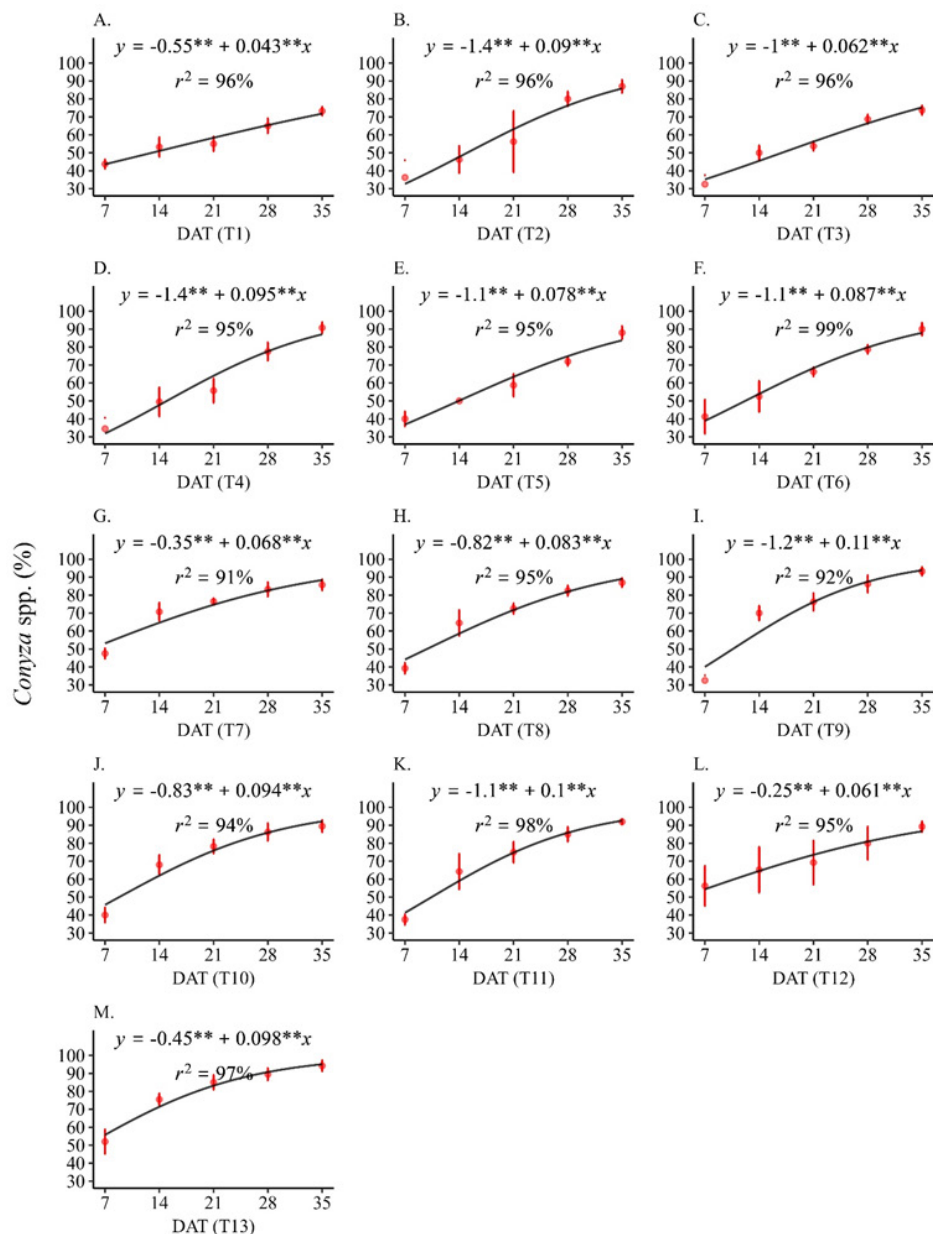 A. B. C.
y = -0.55** + 0.043**x y = -1.4** + 0.09**x y = -1** + 0.062**x
r² = 96% r² = 96% r² = 96%
100 100 100
90 90 90
80 80 80
70 70 70
60 60 60
50 50 50
40 40 40
30 30 30
7 14 21 28 35 7 14 21 28 35 7 14 21 28 35
DAT (T1) DAT (T2) DAT (T3)
D. E. F.
y = -1.4** + 0.095**x y = -1.1** + 0.078**x y = -1.1** + 0.087**x
r² = 95% r² = 95% r² = 99%
100 100 100
90 90 90
80 80 80
70 70 70
60 60 60
50 50 50
40 40 40
30 30 30
7 14 21 28 35 7 14 21 28 35 7 14 21 28 35
DAT (T4) DAT (T5) DAT (T6)
Conyza spp. (%)
G. H. I.
y = -0.35** + 0.068**x y = -0.82** + 0.083**x y = -1.2** + 0.11**x
r² = 91% r² = 95% r² = 92%
100 100 100
90 90 90
80 80 80
70 70 70
60 60 60
50 50 50
40 40 40
30 30 30
7 14 21 28 35 7 14 21 28 35 7 14 21 28 35
DAT (T7) DAT (T8) DAT (T9)
J. K. L.
y = -0.83** + 0.094**x y = -1.1** + 0.1**x y = -0.25** + 0.061**x
r² = 94% r² = 98% r² = 95%
100 100 100
90 90 90
80 80 80
70 70 70
60 60 60
50 50 50
40 40 40
30 30 30
7 14 21 28 35 7 14 21 28 35 7 14 21 28 35
DAT (T10) DAT (T11) DAT (T12)
M.
y = -0.45** + 0.098**x
r² = 97%
100
90
80
70
60
50
40
30
7 14 21 28 35
DAT (T13)